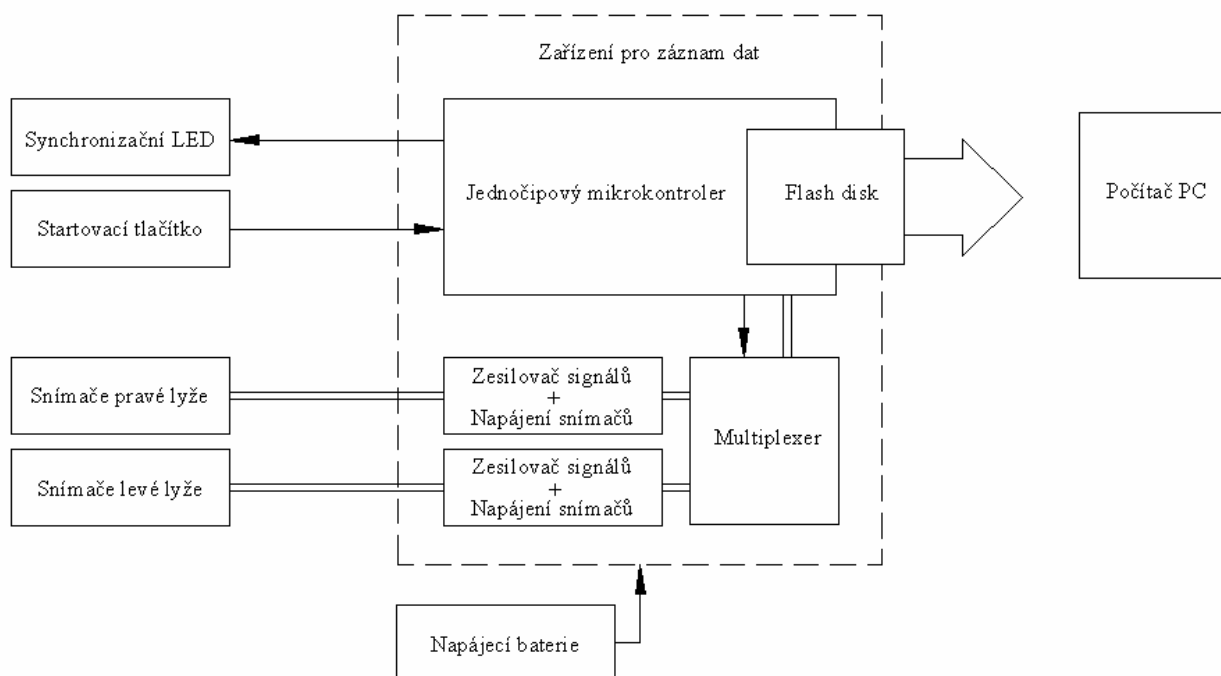 Zařízení pro záznam dat
Synchronizační LED
Startovací tlačítko
Jednočipový mikrokontroler
Flash disk
Počítač PC
Snímače pravé lyže
Zesilovač signálů
+
Napájení snímačů
Multiplexer
Snímače levé lyže
Zesilovač signálů
+
Napájení snímačů
Napájecí baterie